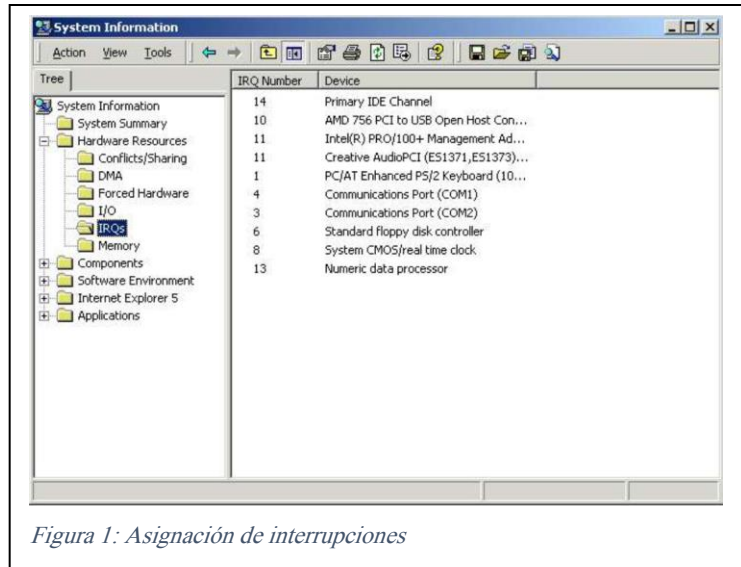 System Information
Action View Tools
Tree
IRQ Number Device
System Information
System Summary
Hardware Resources
Conflicts/Sharing
DMA
Forced Hardware
I/O
IRQs
Memory
Components
Software Environment
Internet Explorer 5
Applications
14 Primary IDE Channel
10 AMD 756 PCI to USB Open Host Con...
11 Intel(R) PRO/100+ Management Ad...
11 Creative AudioPCI (ES1371,ES1373)...
1 PC/AT Enhanced PS/2 Keyboard (10...
4 Communications Port (COM1)
3 Communications Port (COM2)
6 Standard floppy disk controller
8 System CMOS/real time clock
13 Numeric data processor
Figura 1: Asignación de interrupciones